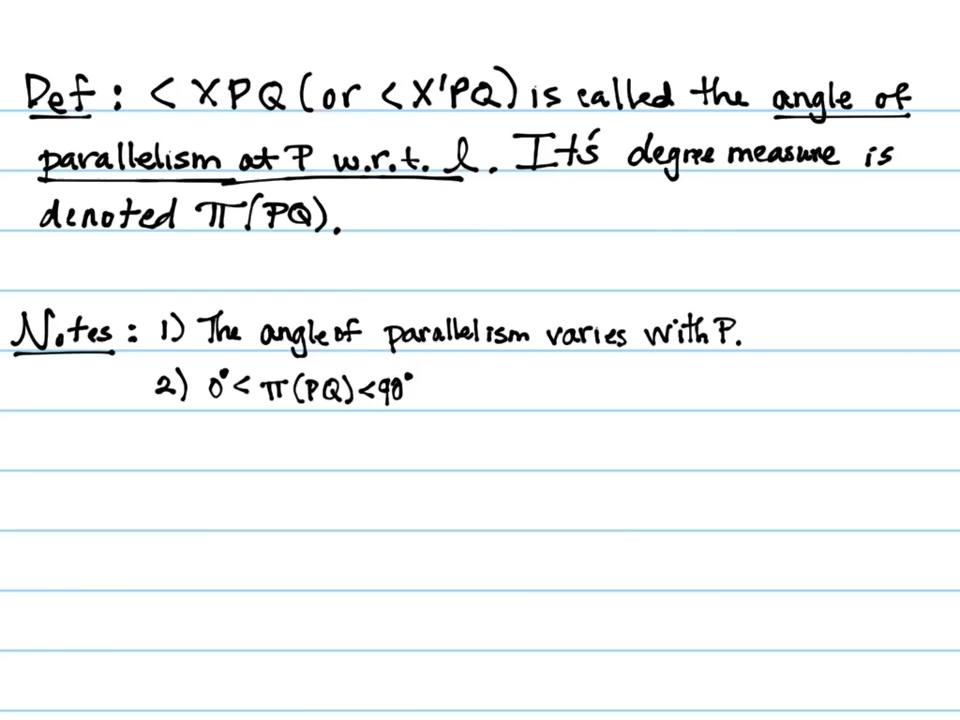 Def : < XPQ (or < X'PQ) is called the angle of
parallelism at P w.r.t. l. It's degree measure is
denoted π(PQ).
Notes : 1) The angle of parallelism varies with P.
2) 0° < π(PQ) < 90°